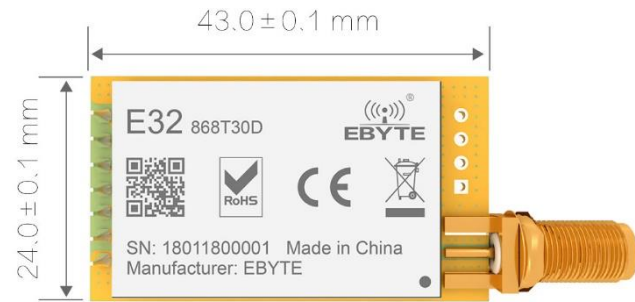 43.0±0.1 mm
24.0±0.1 mm
E32 868T30D
®
EBYTE
RoHS
CE
SN: 18011800001 Made in China
Manufacturer: EBYTE